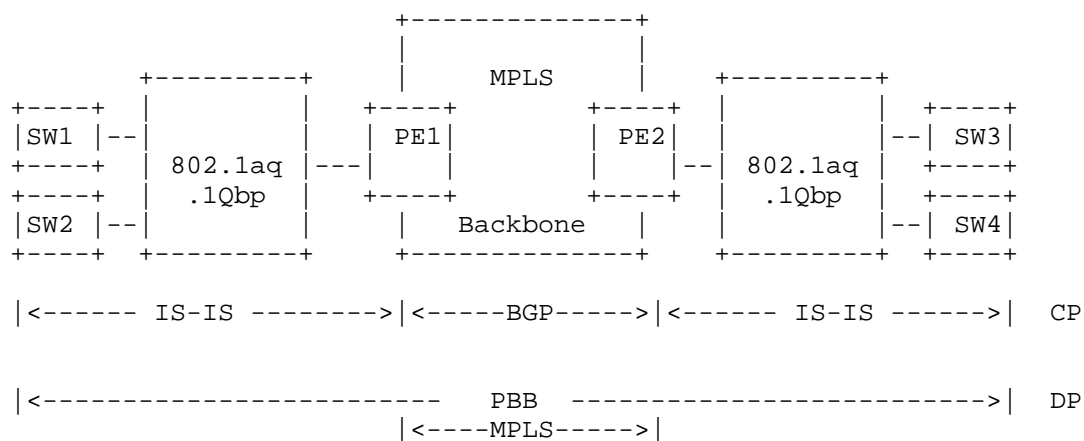 MPLS
SW1 PE1 PE2 SW3
802.1aq 802.1aq
.1Qbp .1Qbp
SW2 Backbone SW4
|<------ IS-IS -------->|<-----BGP----->|<------ IS-IS ------>| CP
|<------------------------- PBB -------------------------->| DP
|<----MPLS----->|